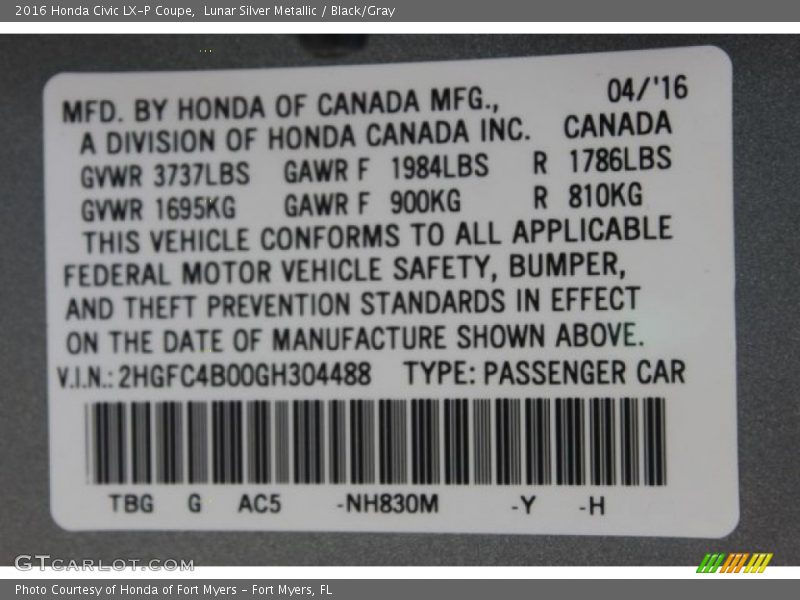 2016 Honda Civic LX-P Coupe,  Lunar Silver Metallic / Black/Gray
MFD. BY HONDA OF CANADA MFG., 04/'16
A DIVISION OF HONDA CANADA INC. CANADA
GVWR 3737LBS GAWR F 1984LBS R 1786LBS
GVWR 1695KG GAWR F 900KG R 810KG
THIS VEHICLE CONFORMS TO ALL APPLICABLE
FEDERAL MOTOR VEHICLE SAFETY, BUMPER,
AND THEFT PREVENTION STANDARDS IN EFFECT
ON THE DATE OF MANUFACTURE SHOWN ABOVE.
V.I.N.: 2HGFC4B00GH304488 TYPE: PASSENGER CAR
TBG G AC5 -NH830M -Y -H
GTCARLOT.COM
Photo Courtesy of Honda of Fort Myers - Fort Myers, FL